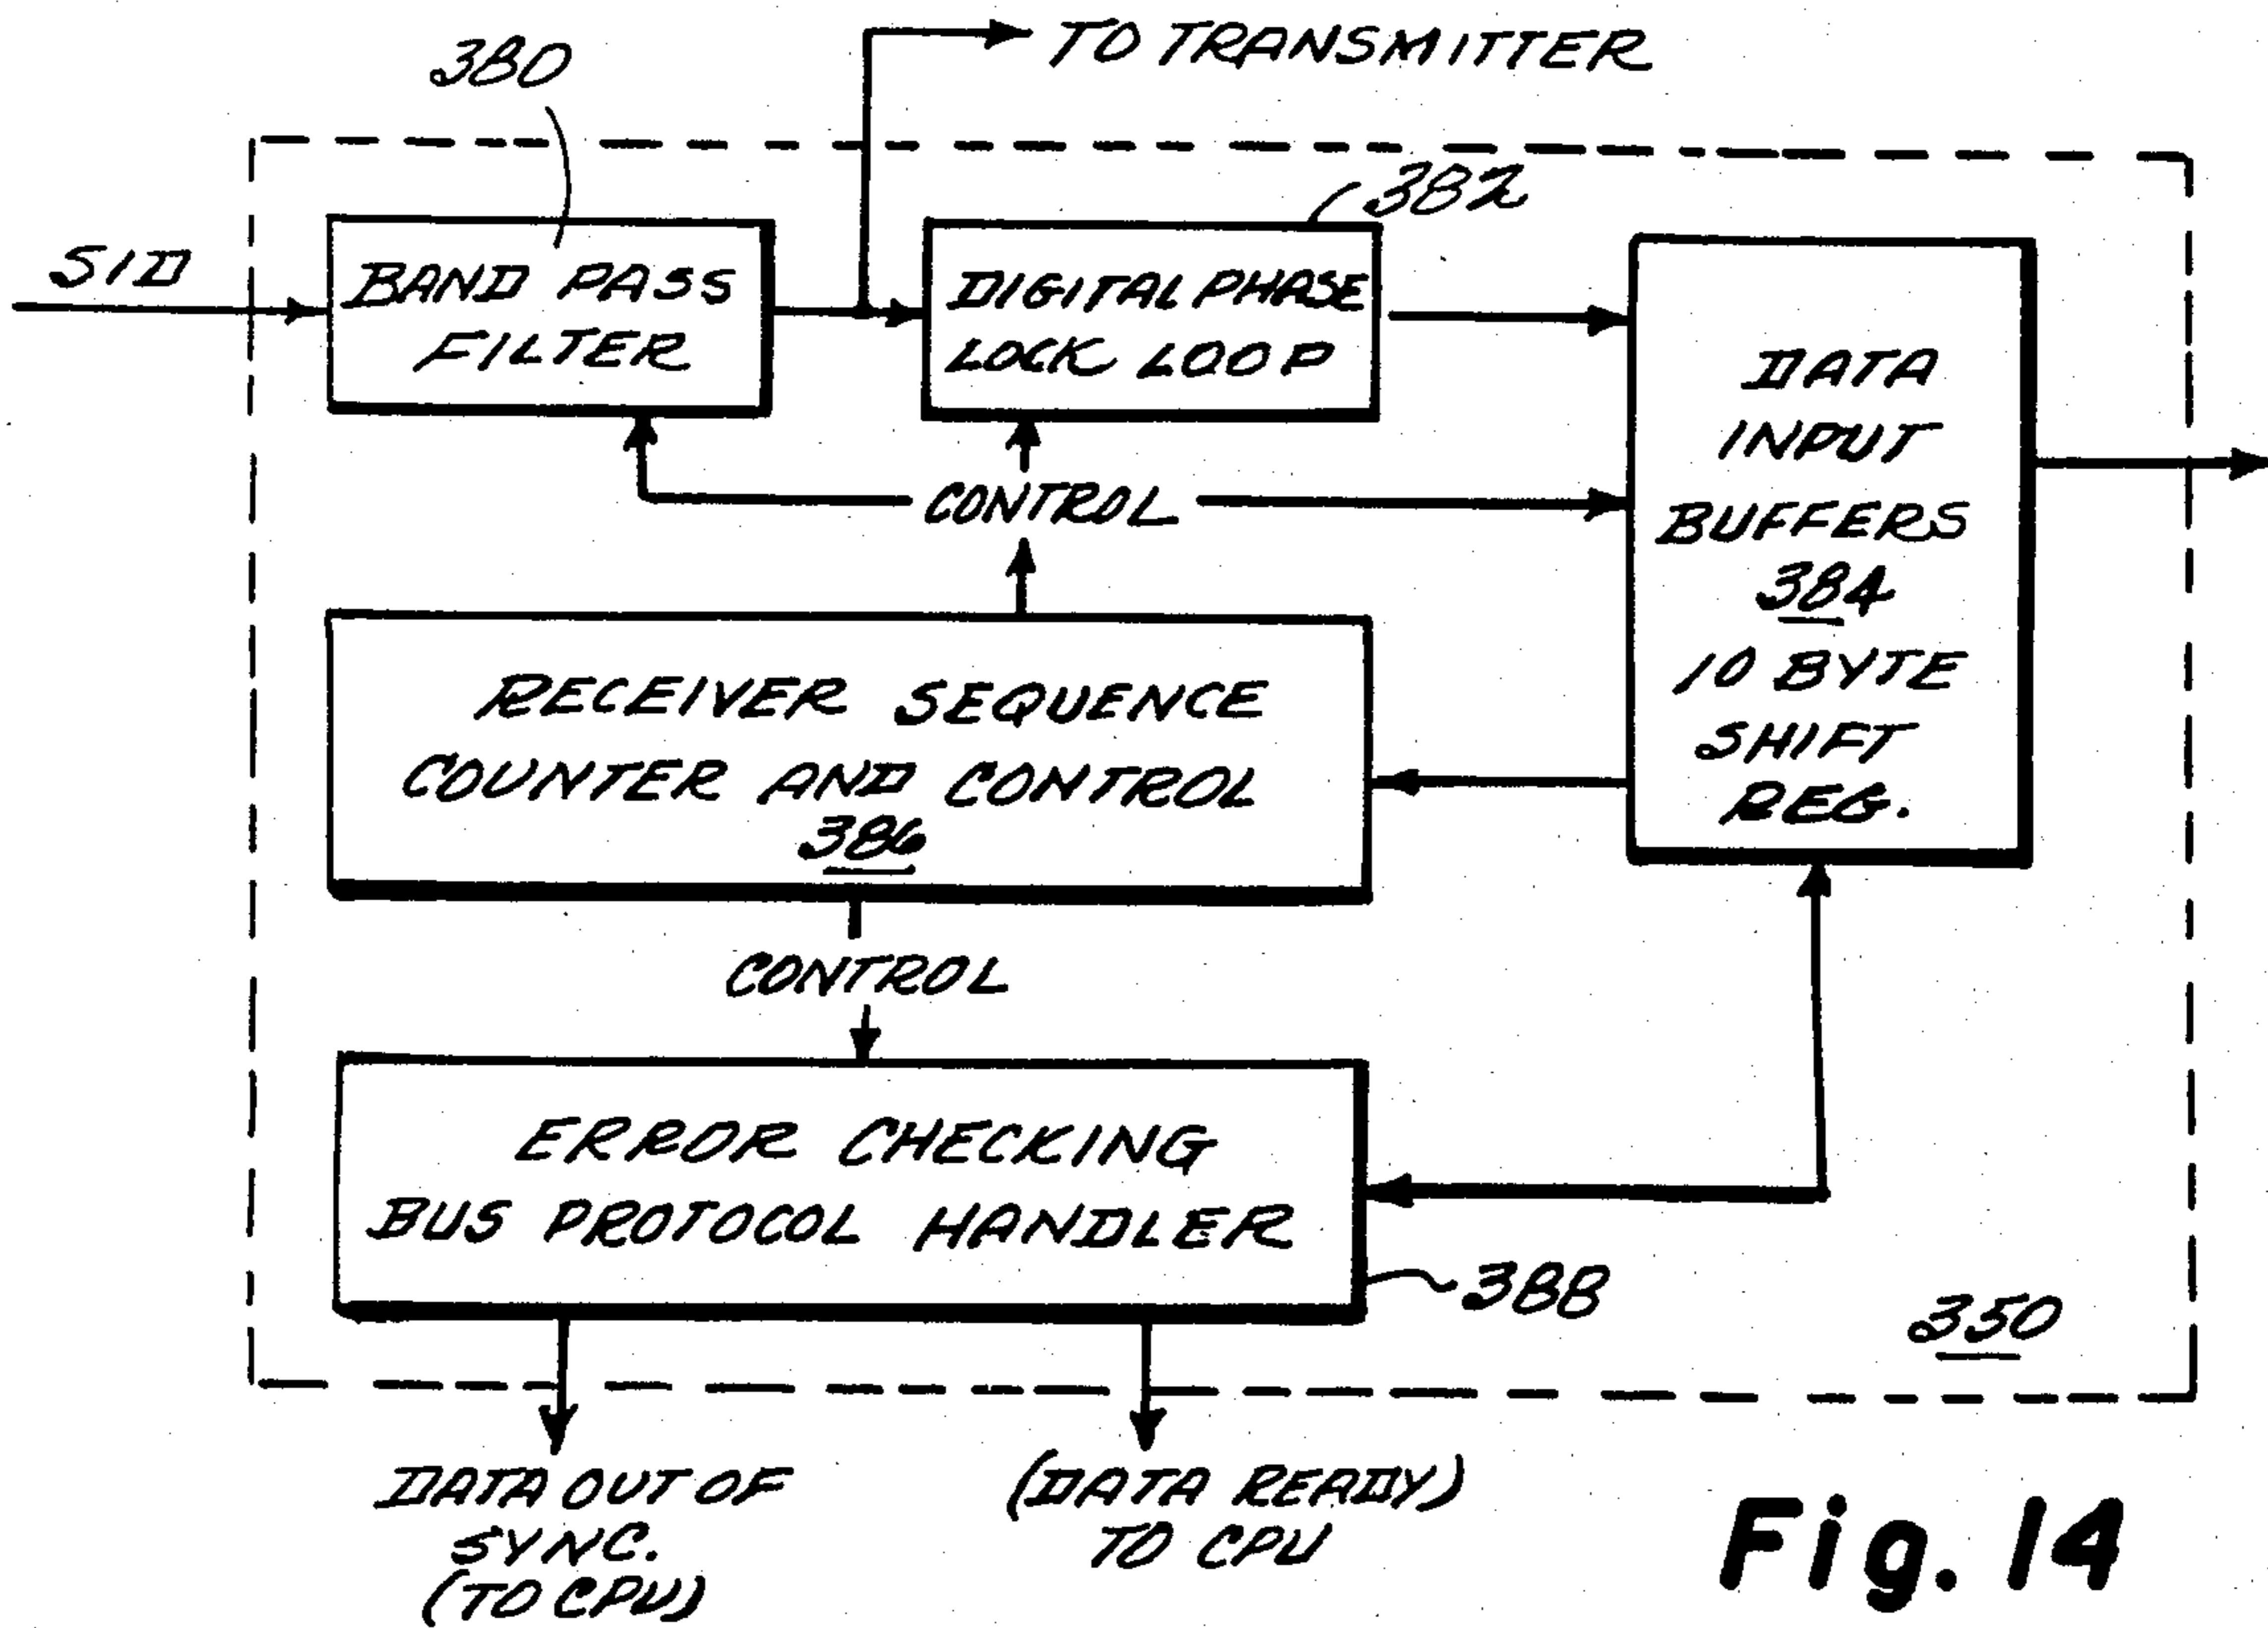 380
TO TRANSMITTER
382
SID
BAND PASS
FILTER
DIGITAL PHASE
LOCK LOOP
DATA
INPUT
BUFFERS
384
10 BYTE
SHIFT
REG.
CONTROL
RECEIVER SEQUENCE
COUNTER AND CONTROL
386
CONTROL
ERROR CHECKING
BUS PROTOCOL HANDLER
388
350
DATA OUT OF
SYNC.
(TO CPU)
(DATA READY)
TO CPU
Fig. 14